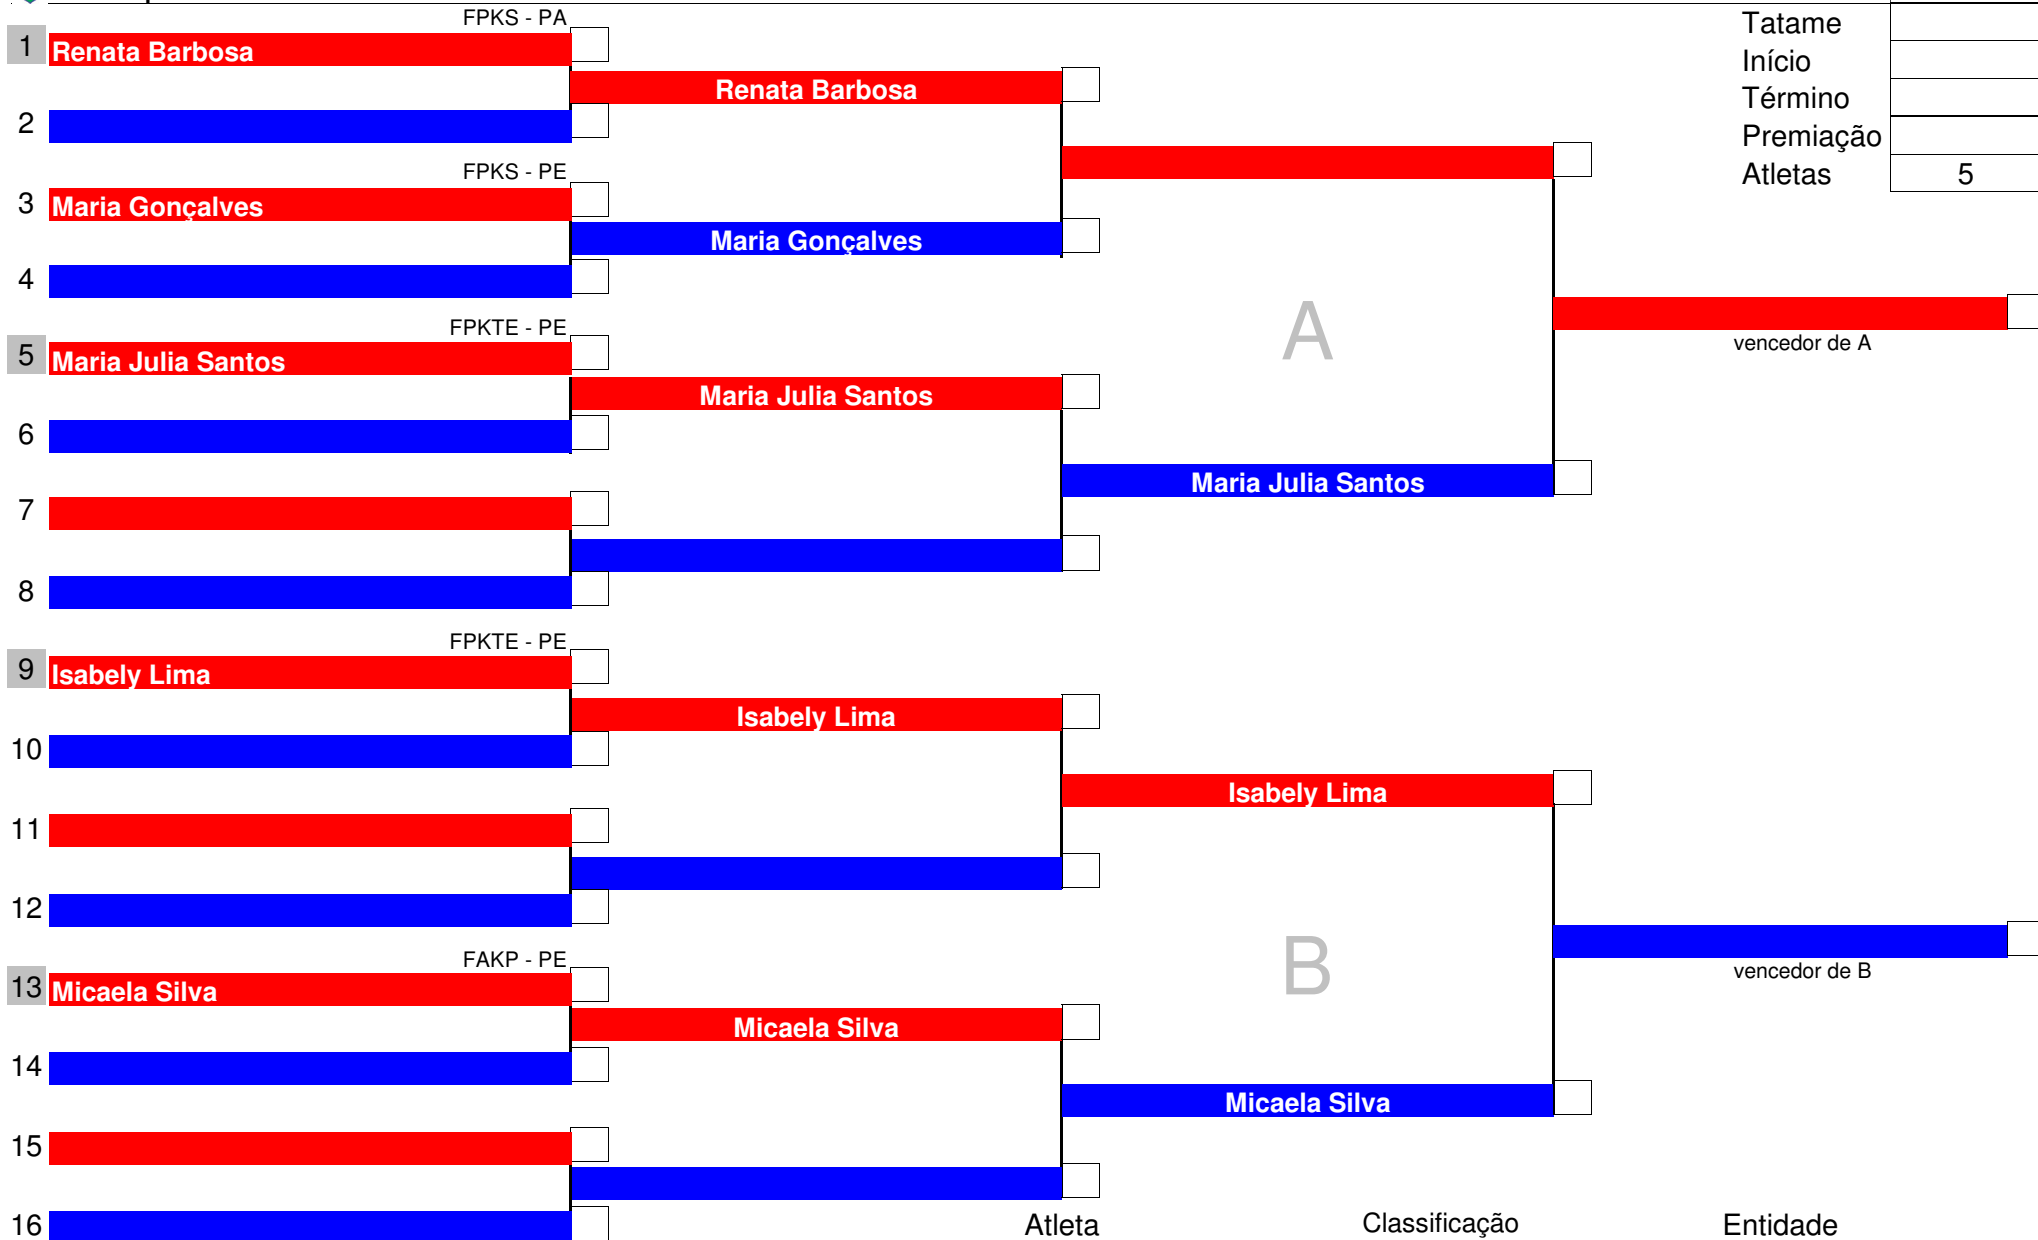 FPKS - PA
1 Renata Barbosa
Renata Barbosa
2
FPKS - PE
3 Maria Gonçalves
Maria Gonçalves
4
FPKTE - PE
5 Maria Julia Santos
Maria Julia Santos
6
Maria Julia Santos
7
8
Tatame
Início
Término
Premiação
Atletas 5
A
vencedor de A
FPKTE - PE
9 Isabely Lima
Isabely Lima
10
Isabely Lima
11
12
FAKP - PE
13 Micaela Silva
Micaela Silva
14
Micaela Silva
15
16
B
vencedor de B
Atleta Classificação Entidade